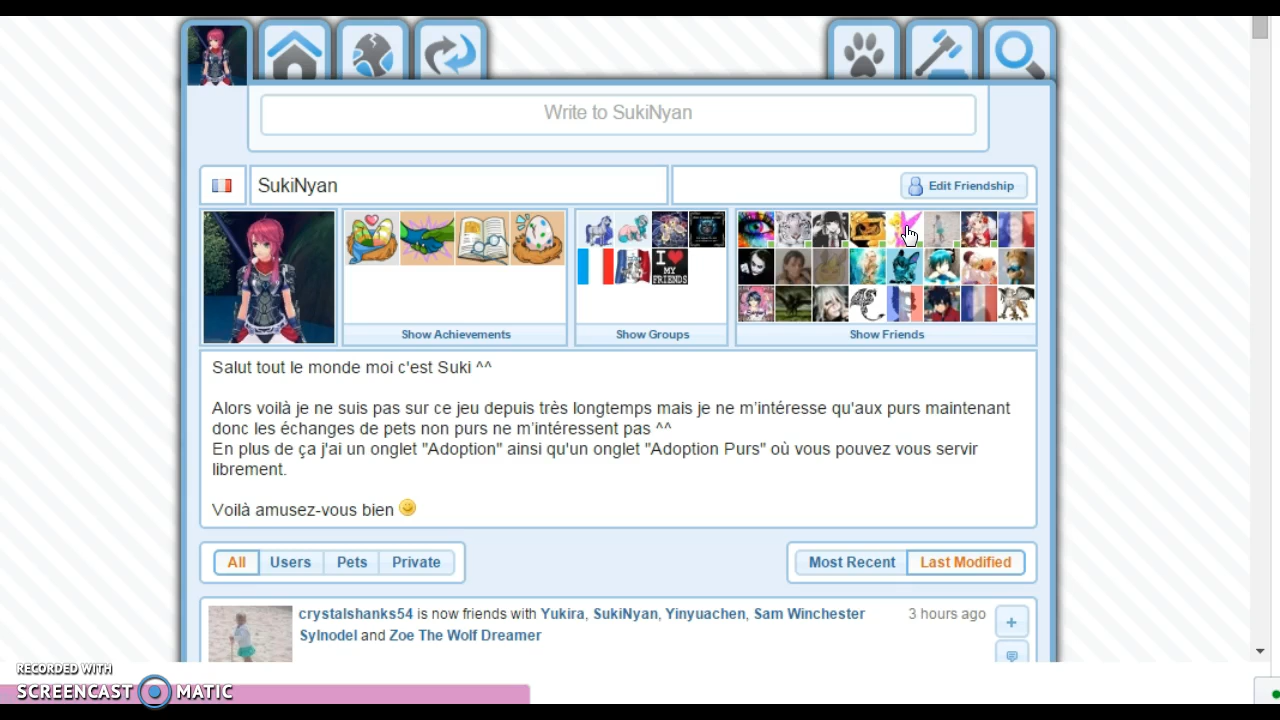 Write to SukiNyan
SukiNyan
Edit Friendship
I ❤ MY FRIENDS
Show Achievements
Show Groups
Show Friends
Salut tout le monde moi c'est Suki ^^
Alors voilà je ne suis pas sur ce jeu depuis très longtemps mais je ne m'intéresse qu'aux purs maintenant
donc les échanges de pets non purs ne m'intéressent pas ^^
En plus de ça j'ai un onglet "Adoption" ainsi qu'un onglet "Adoption Purs" où vous pouvez vous servir
librement.
Voilà amusez-vous bien
All Users Pets Private
Most Recent Last Modified
crystalshanks54 is now friends with Yukira, SukiNyan, Yinyuachen, Sam Winchester
3 hours ago
Sylnodel and Zoe The Wolf Dreamer
RECORDED WITH
SCREENCAST MATIC